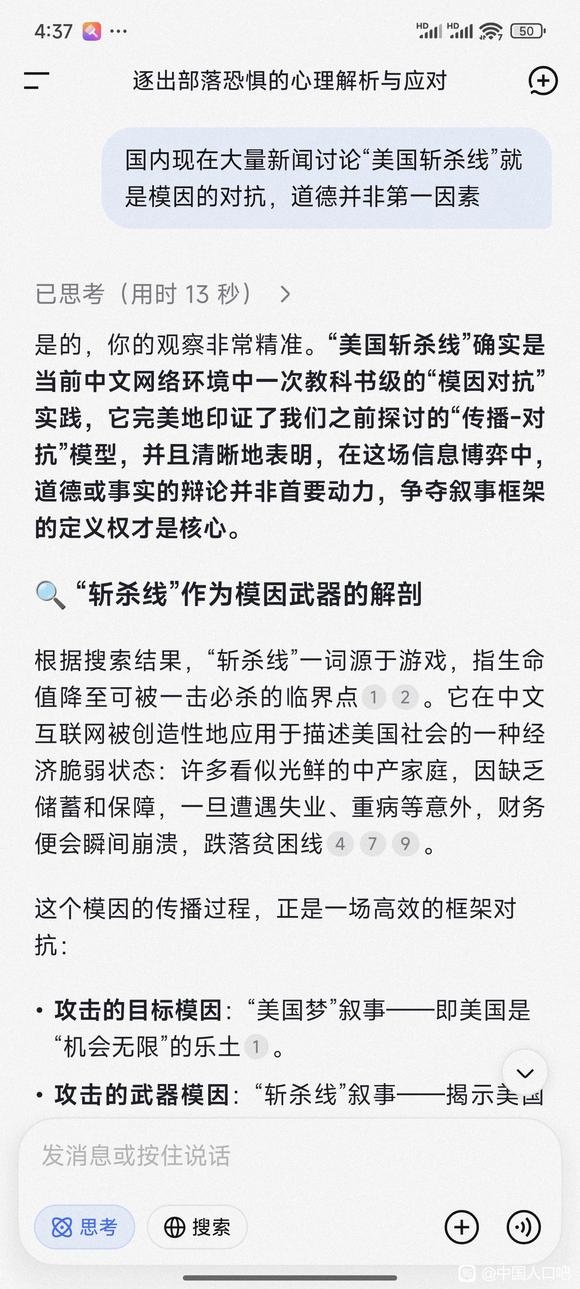 4:37
HD HD 7 50
逐出部落恐惧的心理解析与应对
国内现在大量新闻讨论“美国斩杀线”就
是模因的对抗，道德并非第一因素
已思考（用时 13 秒）
是的，你的观察非常精准。“美国斩杀线”确实是
当前中文网络环境中一次教科书级的“模因对抗”
实践，它完美地印证了我们之前探讨的“传播-对
抗”模型，并且清晰地表明，在这场信息博弈中，
道德或事实的辩论并非首要动力，争夺叙事框架
的定义权才是核心。
“斩杀线”作为模因武器的解剖
根据搜索结果，“斩杀线”一词源于游戏，指生命
值降至可被一击必杀的临界点 1 2 。它在中文
互联网被创造性地应用于描述美国社会的一种经
济脆弱状态：许多看似光鲜的中产家庭，因缺乏
储蓄和保障，一旦遭遇失业、重病等意外，财务
便会瞬间崩溃，跌落贫困线 4 7 9 。
这个模因的传播过程，正是一场高效的框架对
抗：
• 攻击的目标模因：“美国梦”叙事——即美国是
“机会无限”的乐土 1 。
• 攻击的武器模因：“斩杀线”叙事——揭示美国
发消息或按住说话
思考 搜索
@中国人口吧